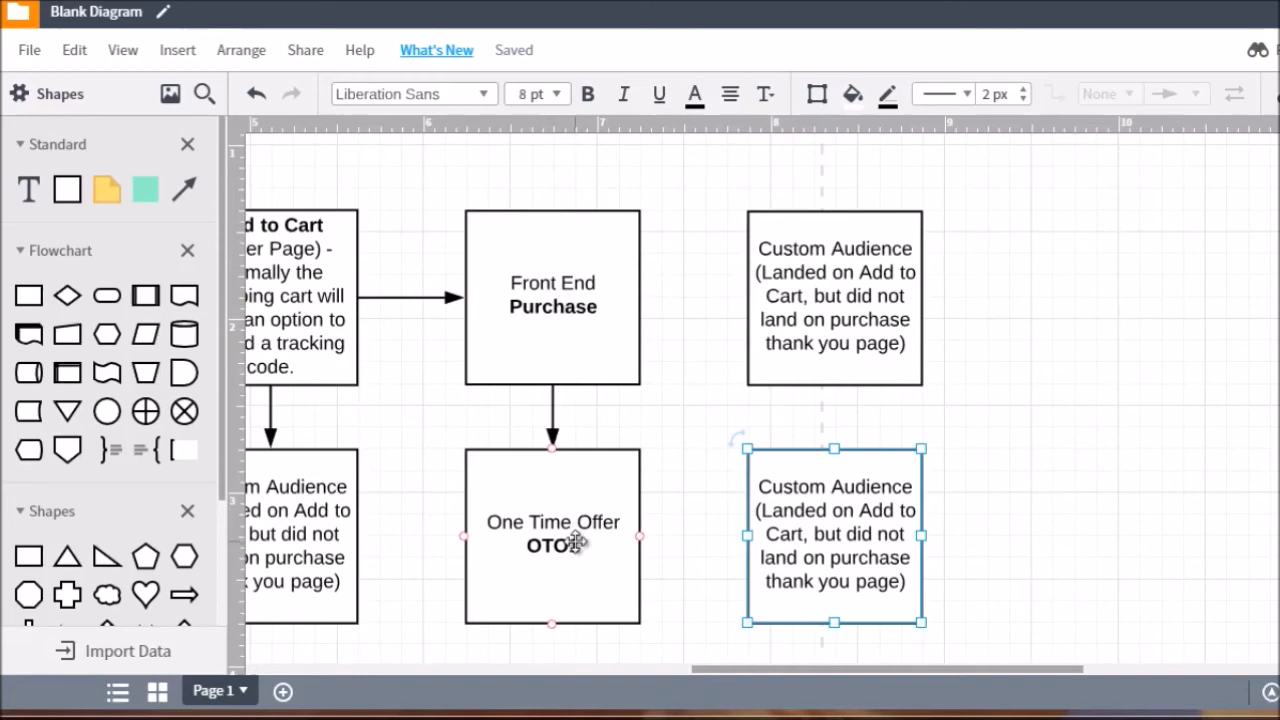 Blank Diagram
File Edit View Insert Arrange Share Help What's New Saved
Shapes Liberation Sans 8 pt B I U A T 2 px None
5 6 7 8 9 10
Standard
T
Flowchart
Shapes
Import Data
1
2
3
d to Cart
er Page) -
mally the
ing cart will
an option to
d a tracking
code.
Front End
Purchase
Custom Audience
(Landed on Add to
Cart, but did not
land on purchase
thank you page)
m Audience
ed on Add to
but did not
on purchase
you page)
One Time Offer
Custom Audience
(Landed on Add to
Cart, but did not
land on purchase
thank you page)
Page 1